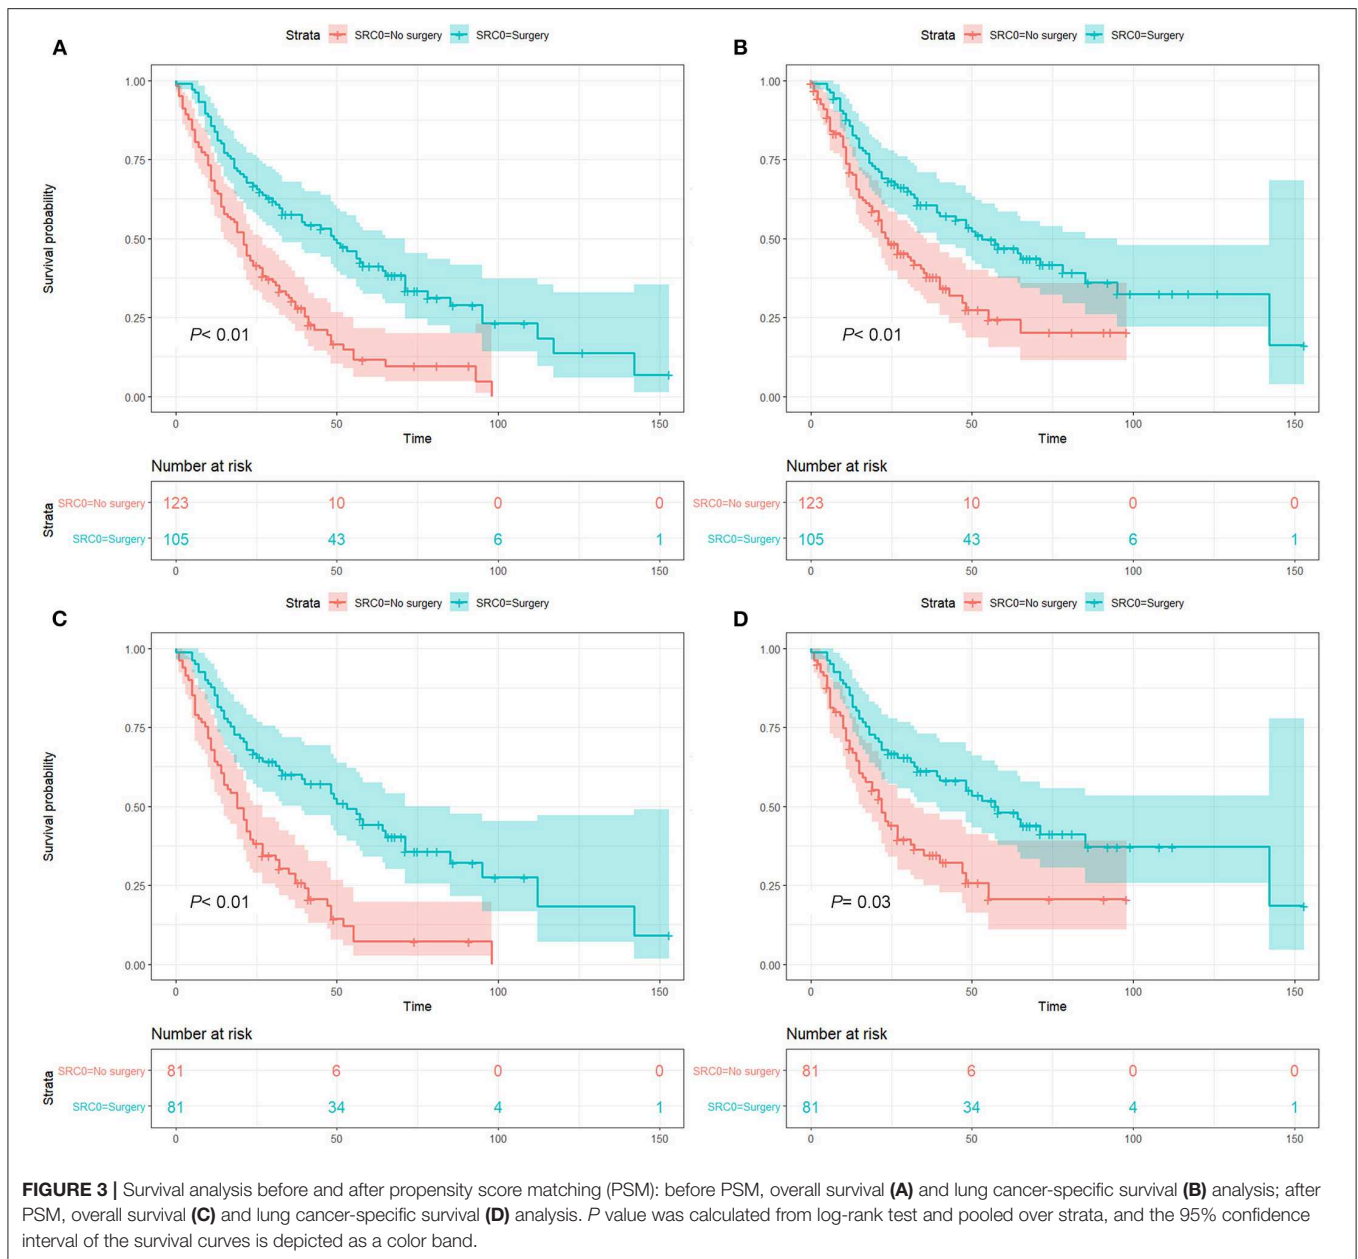 A
Strata SRC0=No surgery SRC0=Surgery
1.00
0.75
0.50
0.25
0.00
Survival probability
P< 0.01
0 50 100 150
Time
Number at risk
Strata
SRC0=No surgery 123 10 0 0
SRC0=Surgery 105 43 6 1
0 50 100 150
B
Strata SRC0=No surgery SRC0=Surgery
1.00
0.75
0.50
0.25
0.00
P< 0.01
0 50 100 150
Time
Number at risk
SRC0=No surgery 123 10 0 0
SRC0=Surgery 105 43 6 1
0 50 100 150
C
Strata SRC0=No surgery SRC0=Surgery
1.00
0.75
0.50
0.25
0.00
Survival probability
P< 0.01
0 50 100 150
Time
Number at risk
Strata
SRC0=No surgery 81 6 0 0
SRC0=Surgery 81 34 4 1
0 50 100 150
D
Strata SRC0=No surgery SRC0=Surgery
1.00
0.75
0.50
0.25
0.00
P= 0.03
0 50 100 150
Time
Number at risk
SRC0=No surgery 81 6 0 0
SRC0=Surgery 81 34 4 1
0 50 100 150
FIGURE 3 | Survival analysis before and after propensity score matching (PSM): before PSM, overall survival (A) and lung cancer-specific survival (B) analysis; after
PSM, overall survival (C) and lung cancer-specific survival (D) analysis. P value was calculated from log-rank test and pooled over strata, and the 95% confidence
interval of the survival curves is depicted as a color band.